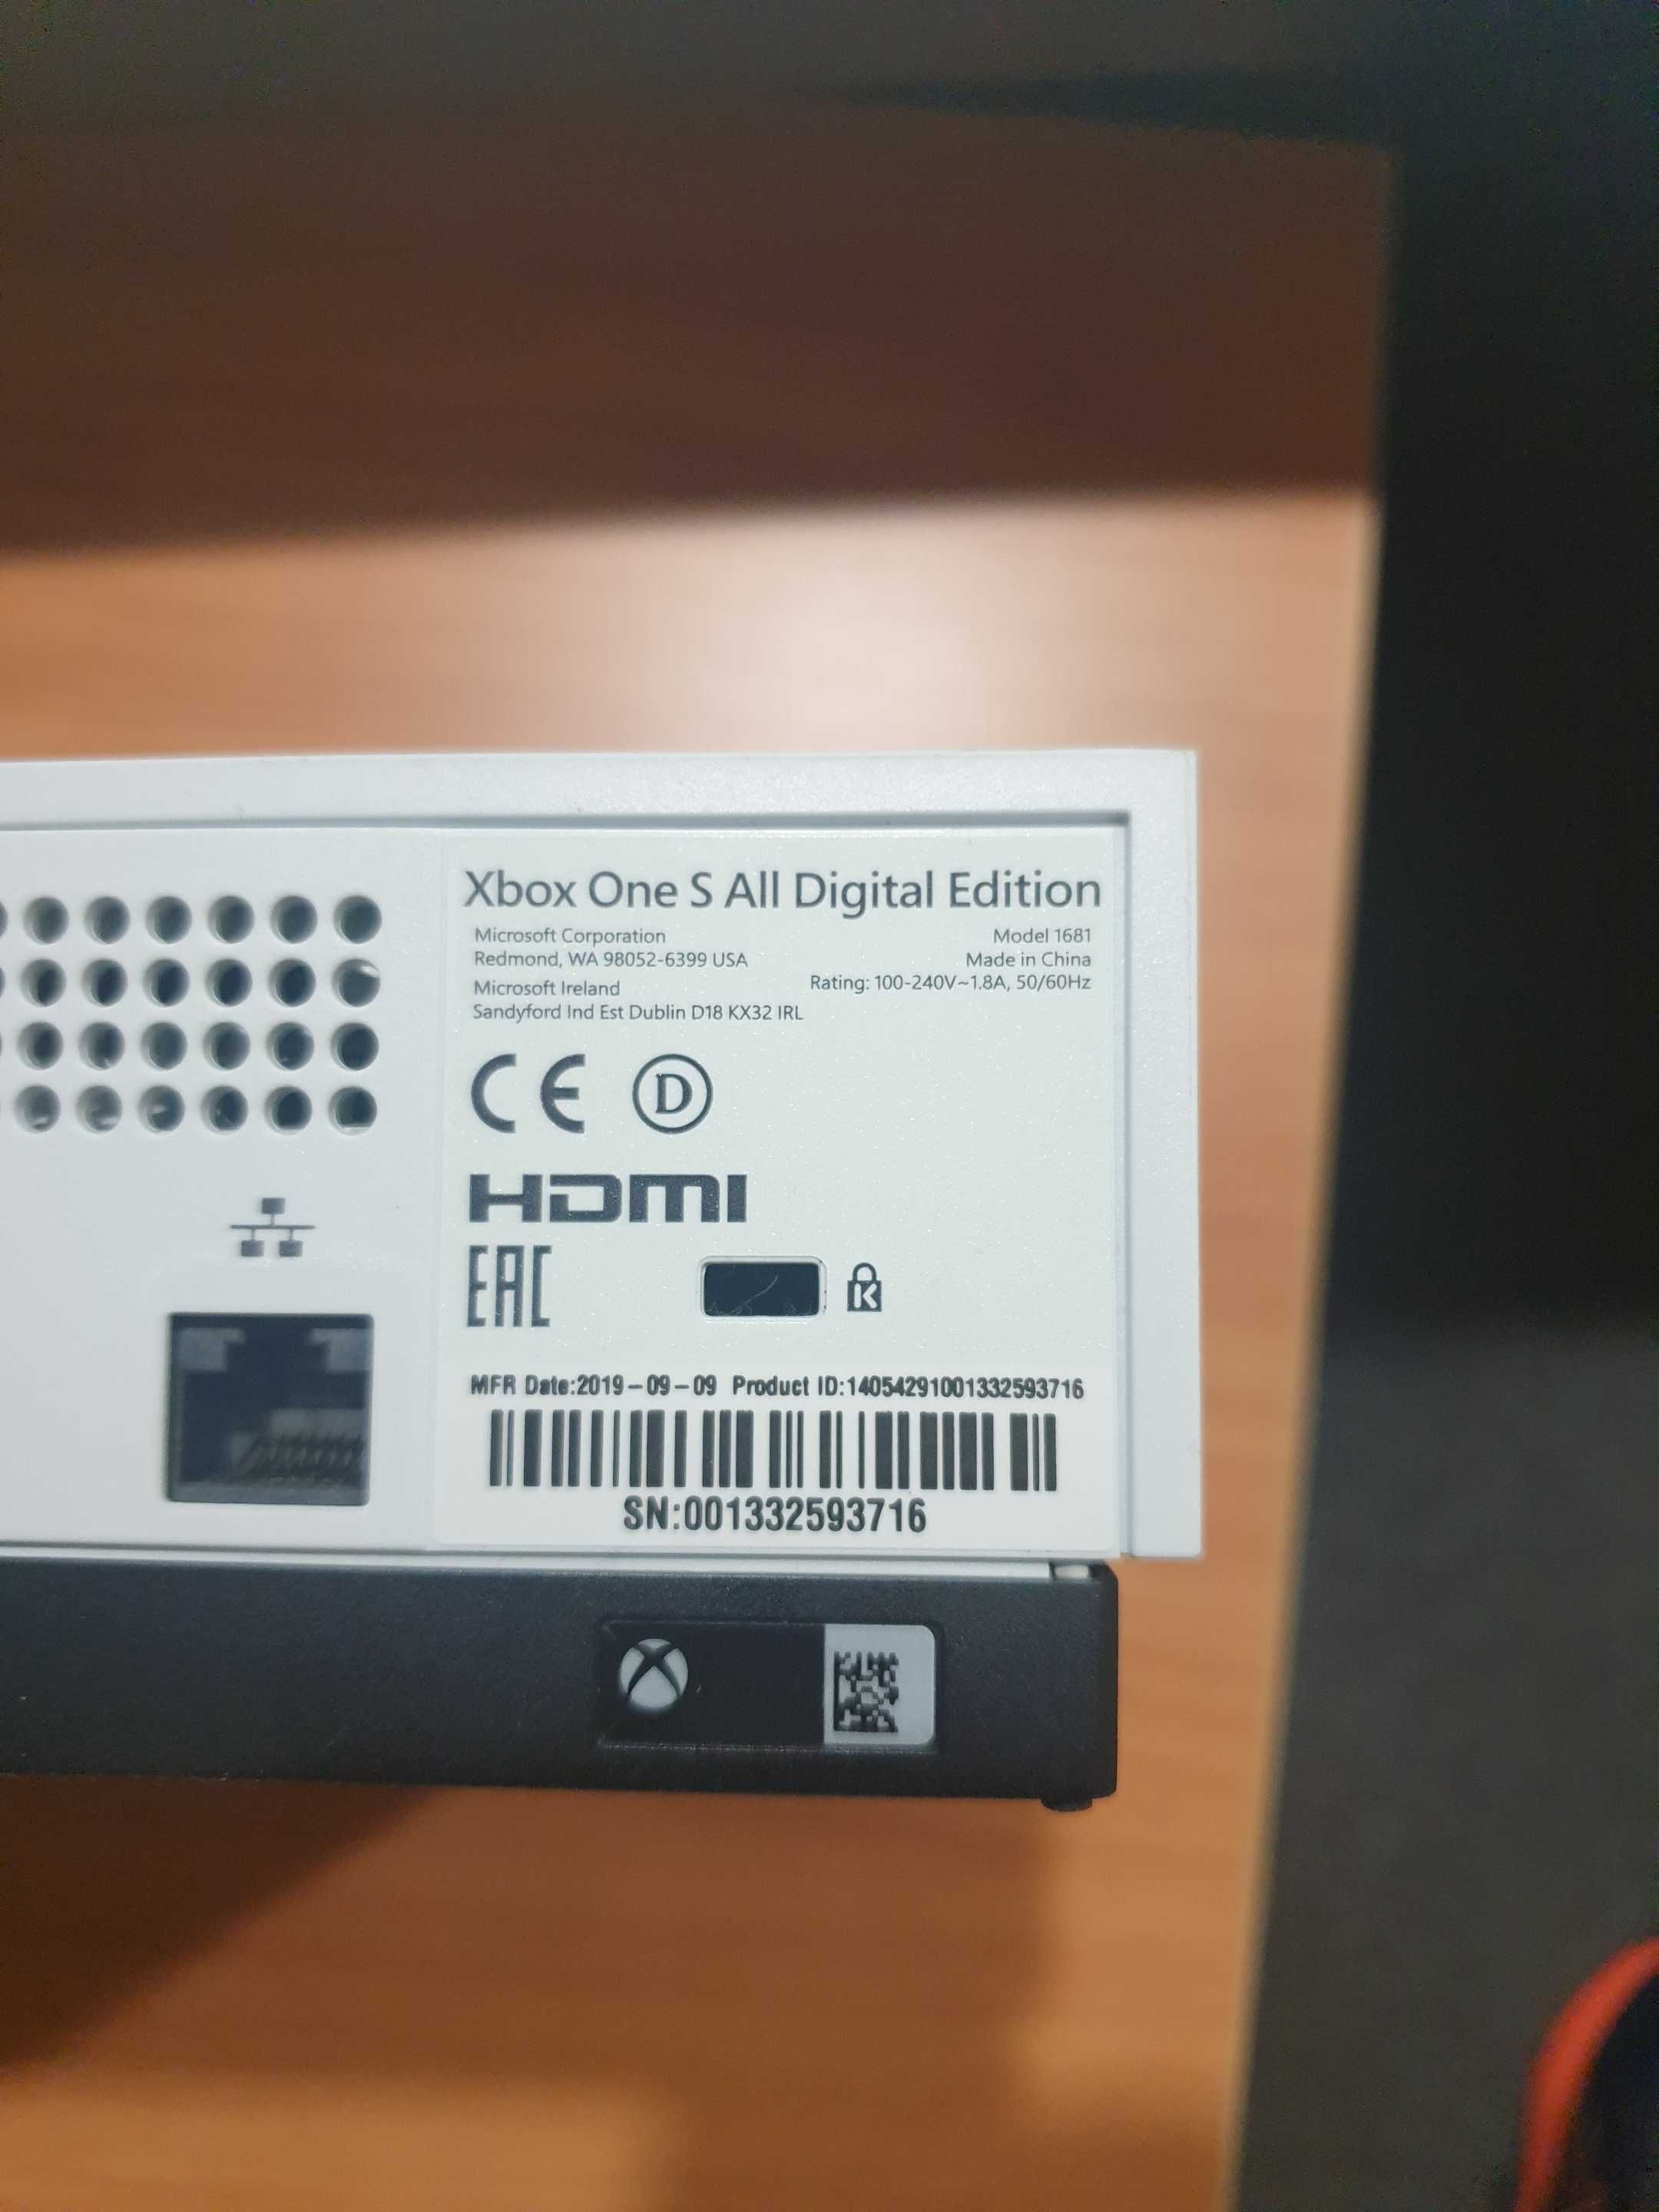 Xbox One S All Digital Edition
Microsoft Corporation
Redmond, WA 98052-6399 USA
Microsoft Ireland
Sandyford Ind Est Dublin D18 KX32 IRL
Model 1681
Made in China
Rating: 100-240V~1.8A, 50/60Hz
CE D
HDMI
EAC
K
MFR Date:2019-09-09 Product ID:1405429100133259​3716
SN:001332593716